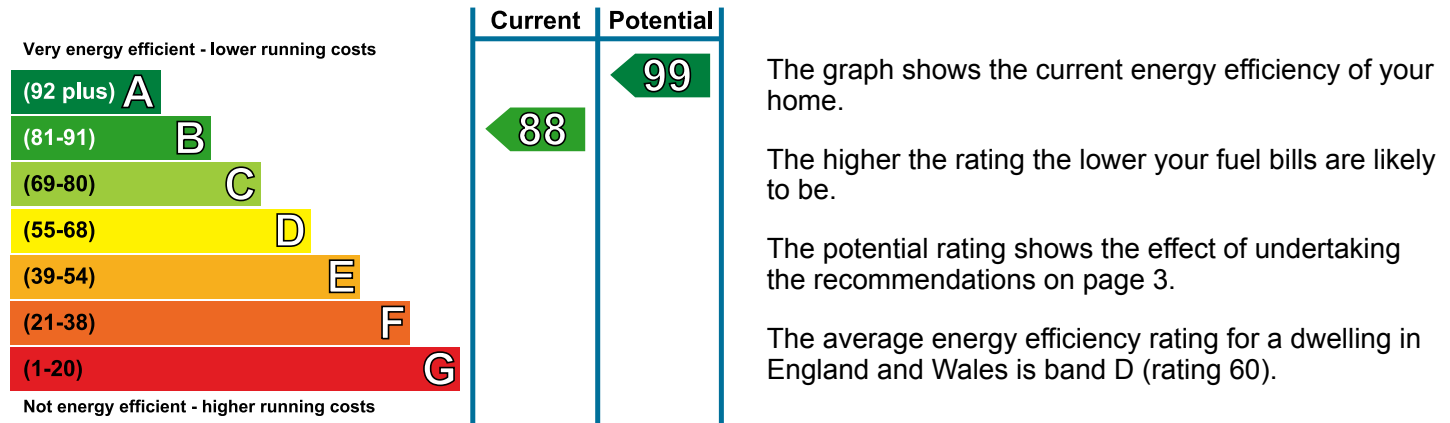 Current Potential
Very energy efficient - lower running costs
(92 plus) A
99
(81-91) B
88
(69-80) C
(55-68) D
(39-54) E
(21-38) F
(1-20) G
Not energy efficient - higher running costs
The graph shows the current energy efficiency of your
home.
The higher the rating the lower your fuel bills are likely
to be.
The potential rating shows the effect of undertaking
the recommendations on page 3.
The average energy efficiency rating for a dwelling in
England and Wales is band D (rating 60).